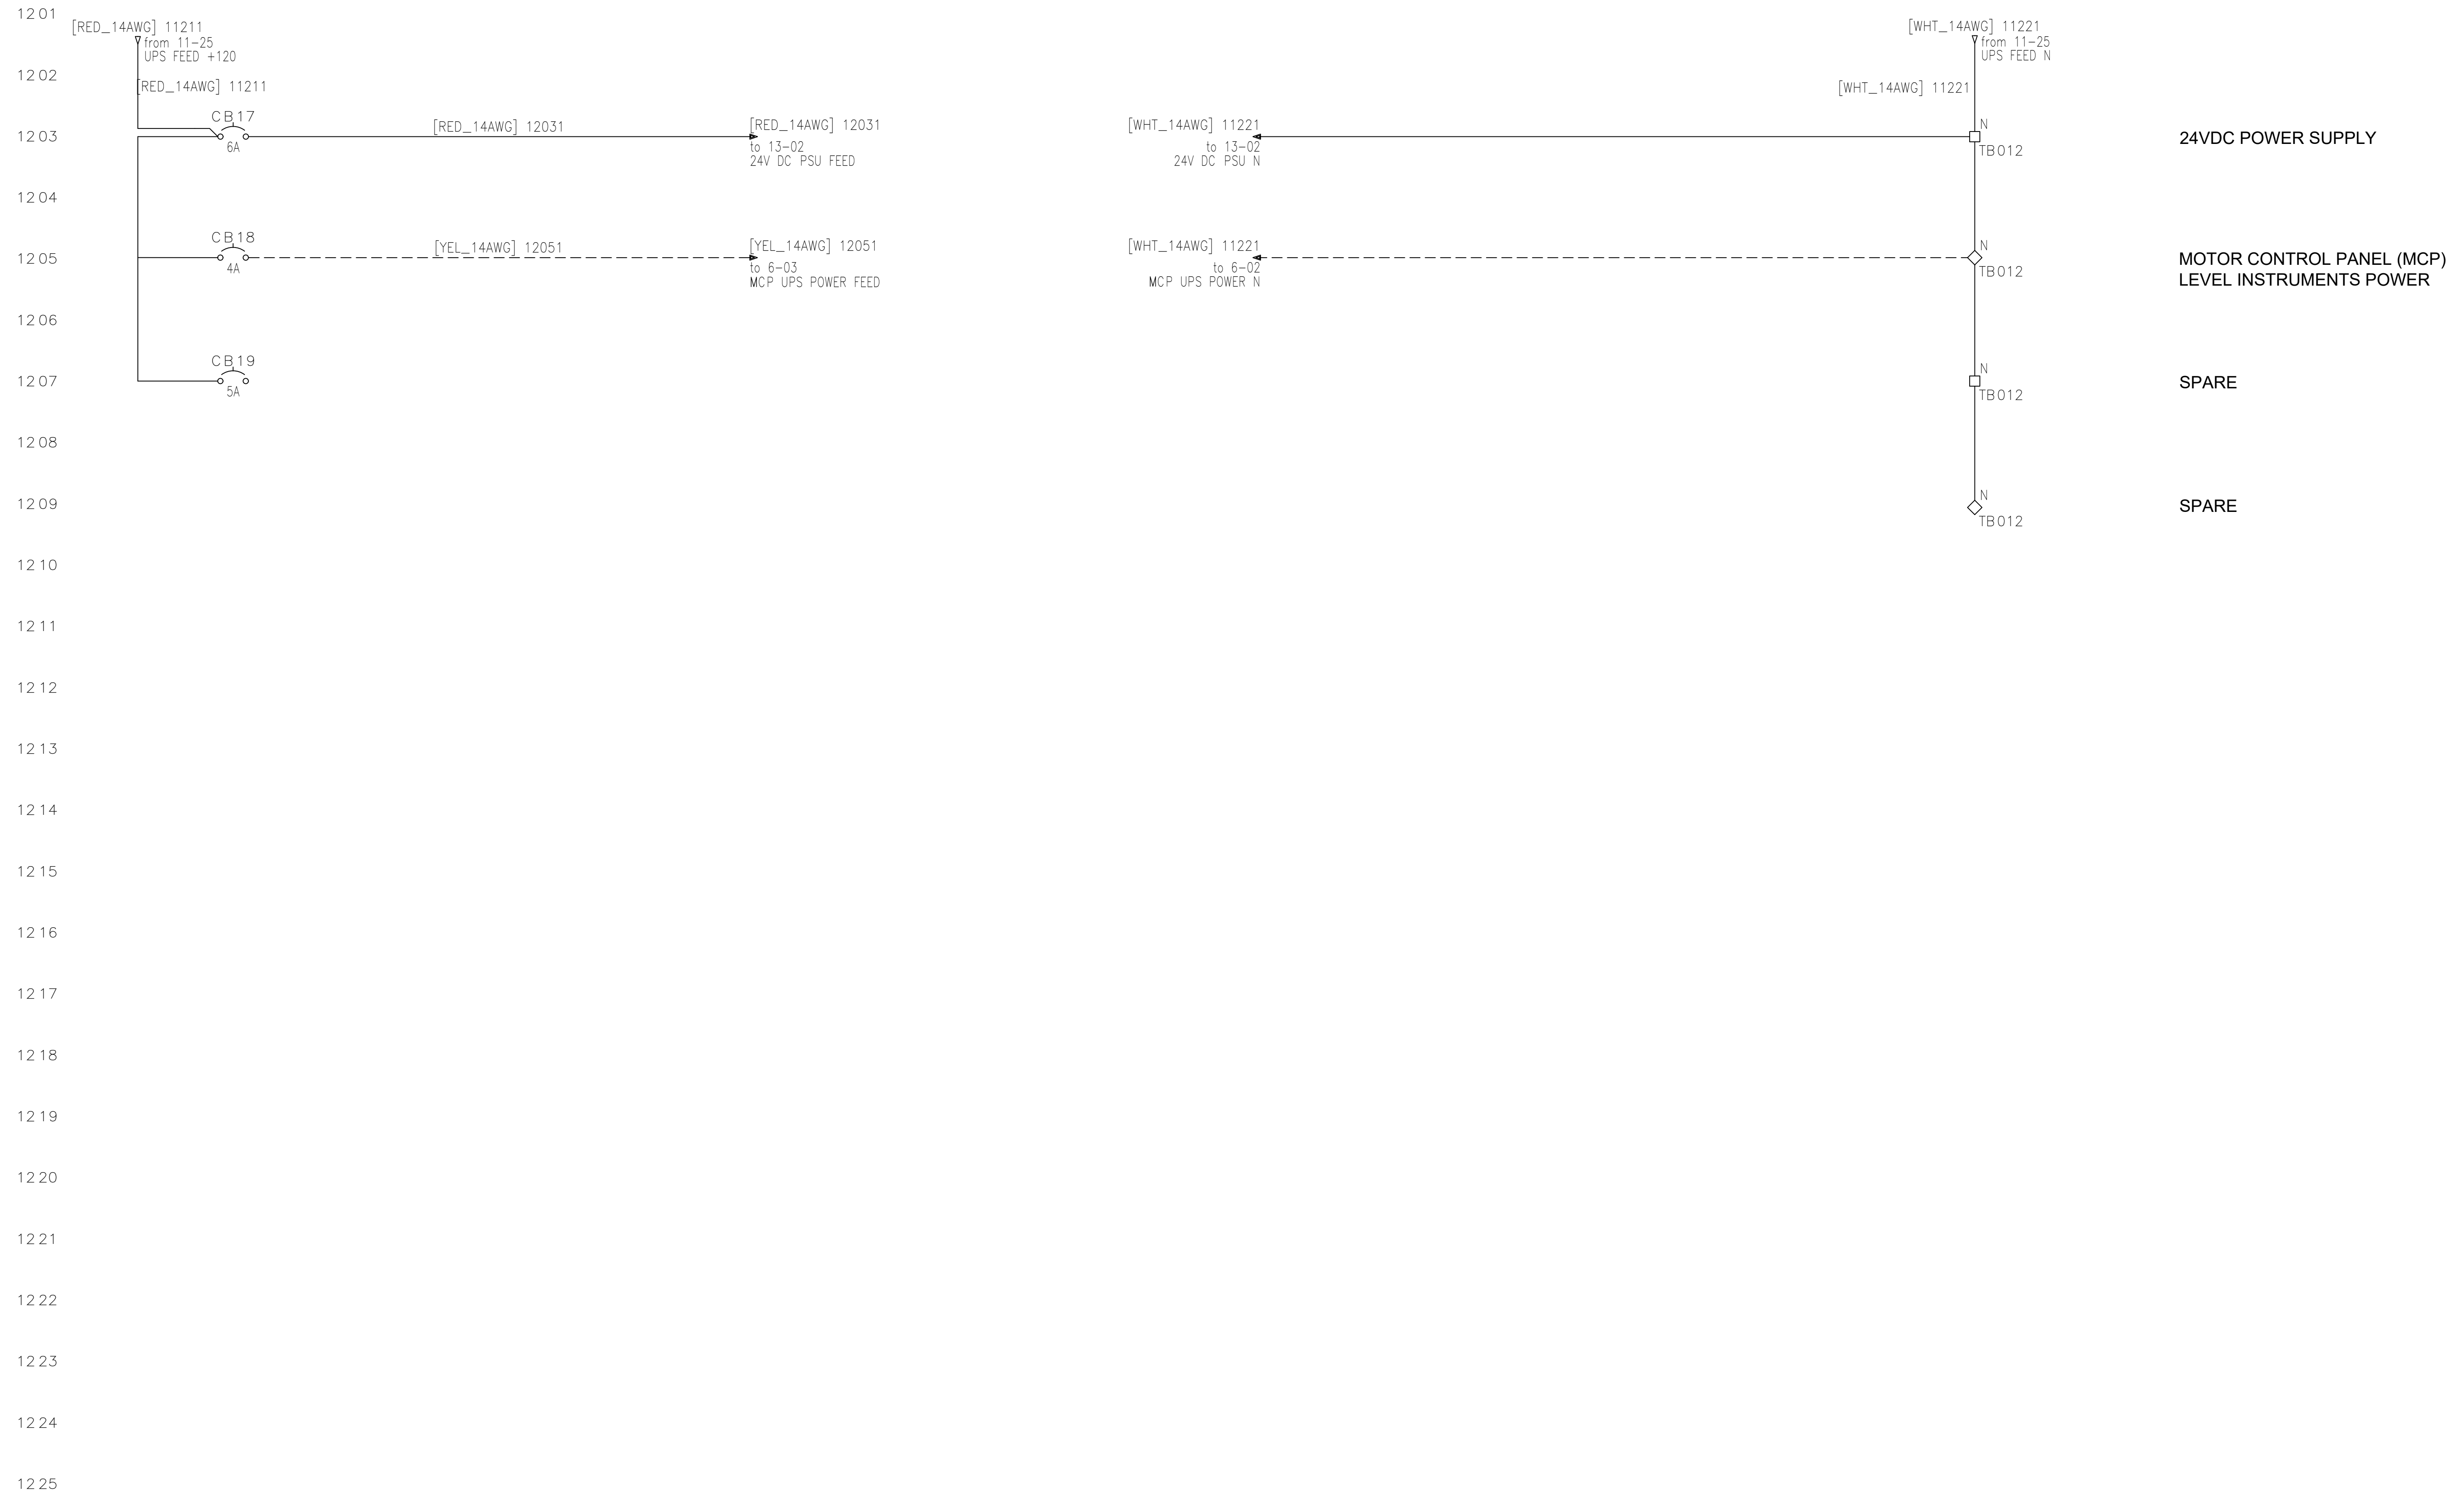 1201
[RED_14AWG] 11211
from 11-25
UPS FEED +120
[WHT_14AWG] 11221
from 11-25
UPS FEED N
1202
[RED_14AWG] 11211
[WHT_14AWG] 11221
CB17
1203
6A
[RED_14AWG] 12031
[RED_14AWG] 12031
to 13-02
24V DC PSU FEED
[WHT_14AWG] 11221
to 13-02
24V DC PSU N
N
TB012
24VDC POWER SUPPLY
1204
CB18
1205
4A
[YEL_14AWG] 12051
[YEL_14AWG] 12051
to 6-03
MCP UPS POWER FEED
[WHT_14AWG] 11221
to 6-02
MCP UPS POWER N
N
TB012
MOTOR CONTROL PANEL (MCP)
LEVEL INSTRUMENTS POWER
1206
CB19
1207
5A
N
TB012
SPARE
1208
1209
N
TB012
SPARE
1210
1211
1212
1213
1214
1215
1216
1217
1218
1219
1220
1221
1222
1223
1224
1225